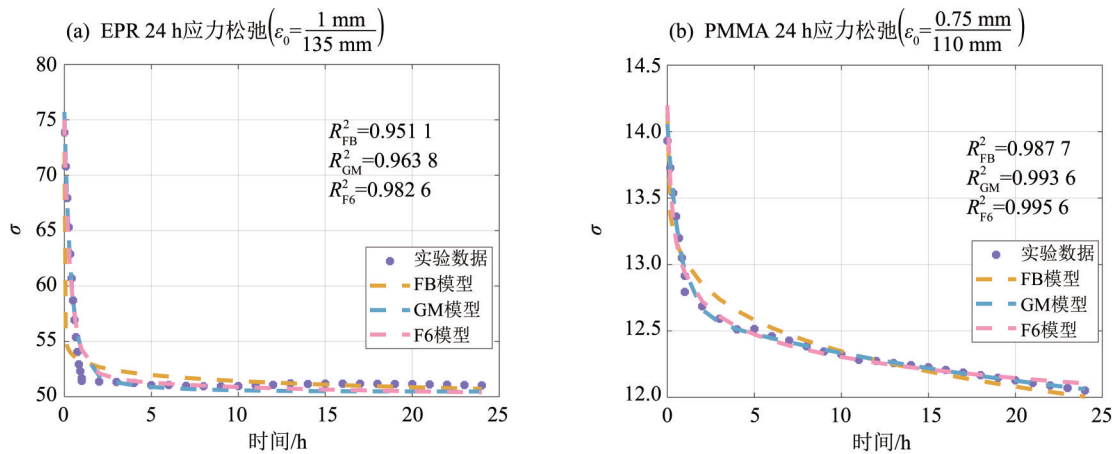 (a) EPR 24 h应力松弛(ε₀=1 mm/135 mm)
80
75
70
65
60
55
50
σ
R²FB=0.951 1
R²GM=0.963 8
R²F6=0.982 6
实验数据
FB模型
GM模型
F6模型
0 5 10 15 20 25
时间/h
(b) PMMA 24 h应力松弛(ε₀=0.75 mm/110 mm)
14.5
14.0
13.5
13.0
12.5
12.0
σ
R²FB=0.987 7
R²GM=0.993 6
R²F6=0.995 6
实验数据
FB模型
GM模型
F6模型
0 5 10 15 20 25
时间/h